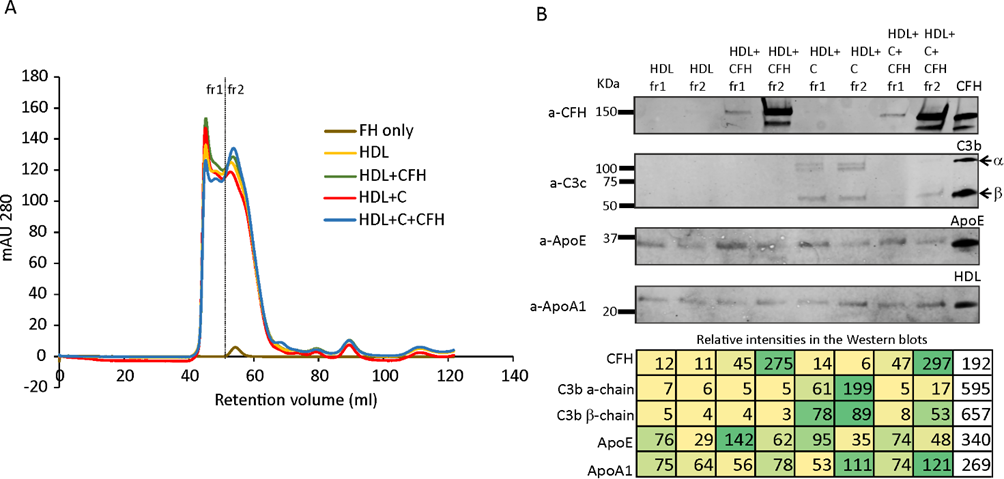 A
180
160
140
120
100
80
60
40
20
0
-20
mAU 280
0 20 40 60 80 100 120 140
Retention volume (ml)
fr1 fr2
FH only
HDL
HDL+CFH
HDL+C
HDL+C+CFH
B
KDa
HDL fr1
HDL fr2
HDL+ CFH fr1
HDL+ CFH fr2
HDL+ C fr1
HDL+ C fr2
HDL+ C+ CFH fr1
HDL+ C+ CFH fr2
CFH
a-CFH
150
C3b
a-C3c
100
75
50
α
β
ApoE
a-ApoE
37
HDL
a-ApoA1
20
Relative intensities in the Western blots
CFH 12 11 45 275 14 6 47 297 192
C3b a-chain 7 6 5 5 61 199 5 17 595
C3b β-chain 5 4 4 3 78 89 8 53 657
ApoE 76 29 142 62 95 35 74 48 340
ApoA1 75 64 56 78 53 111 74 121 269